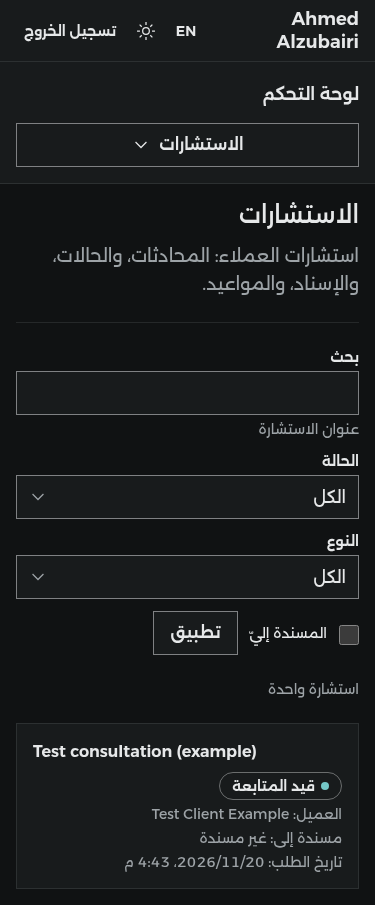 Ahmed
Alzubairi
EN
تسجيل الخروج
لوحة التحكم
الاستشارات
الاستشارات
استشارات العملاء: المحادثات، والحالات،
والإسناد، والمواعيد.
بحث
عنوان الاستشارة
الحالة
الكل
النوع
الكل
المسندة إليّ
تطبيق
استشارة واحدة
Test consultation (example)
قيد المتابعة
العميل: Test Client Example
مسندة إلى: غير مسندة
تاريخ الطلب: 2026/11/20، 4:43 م